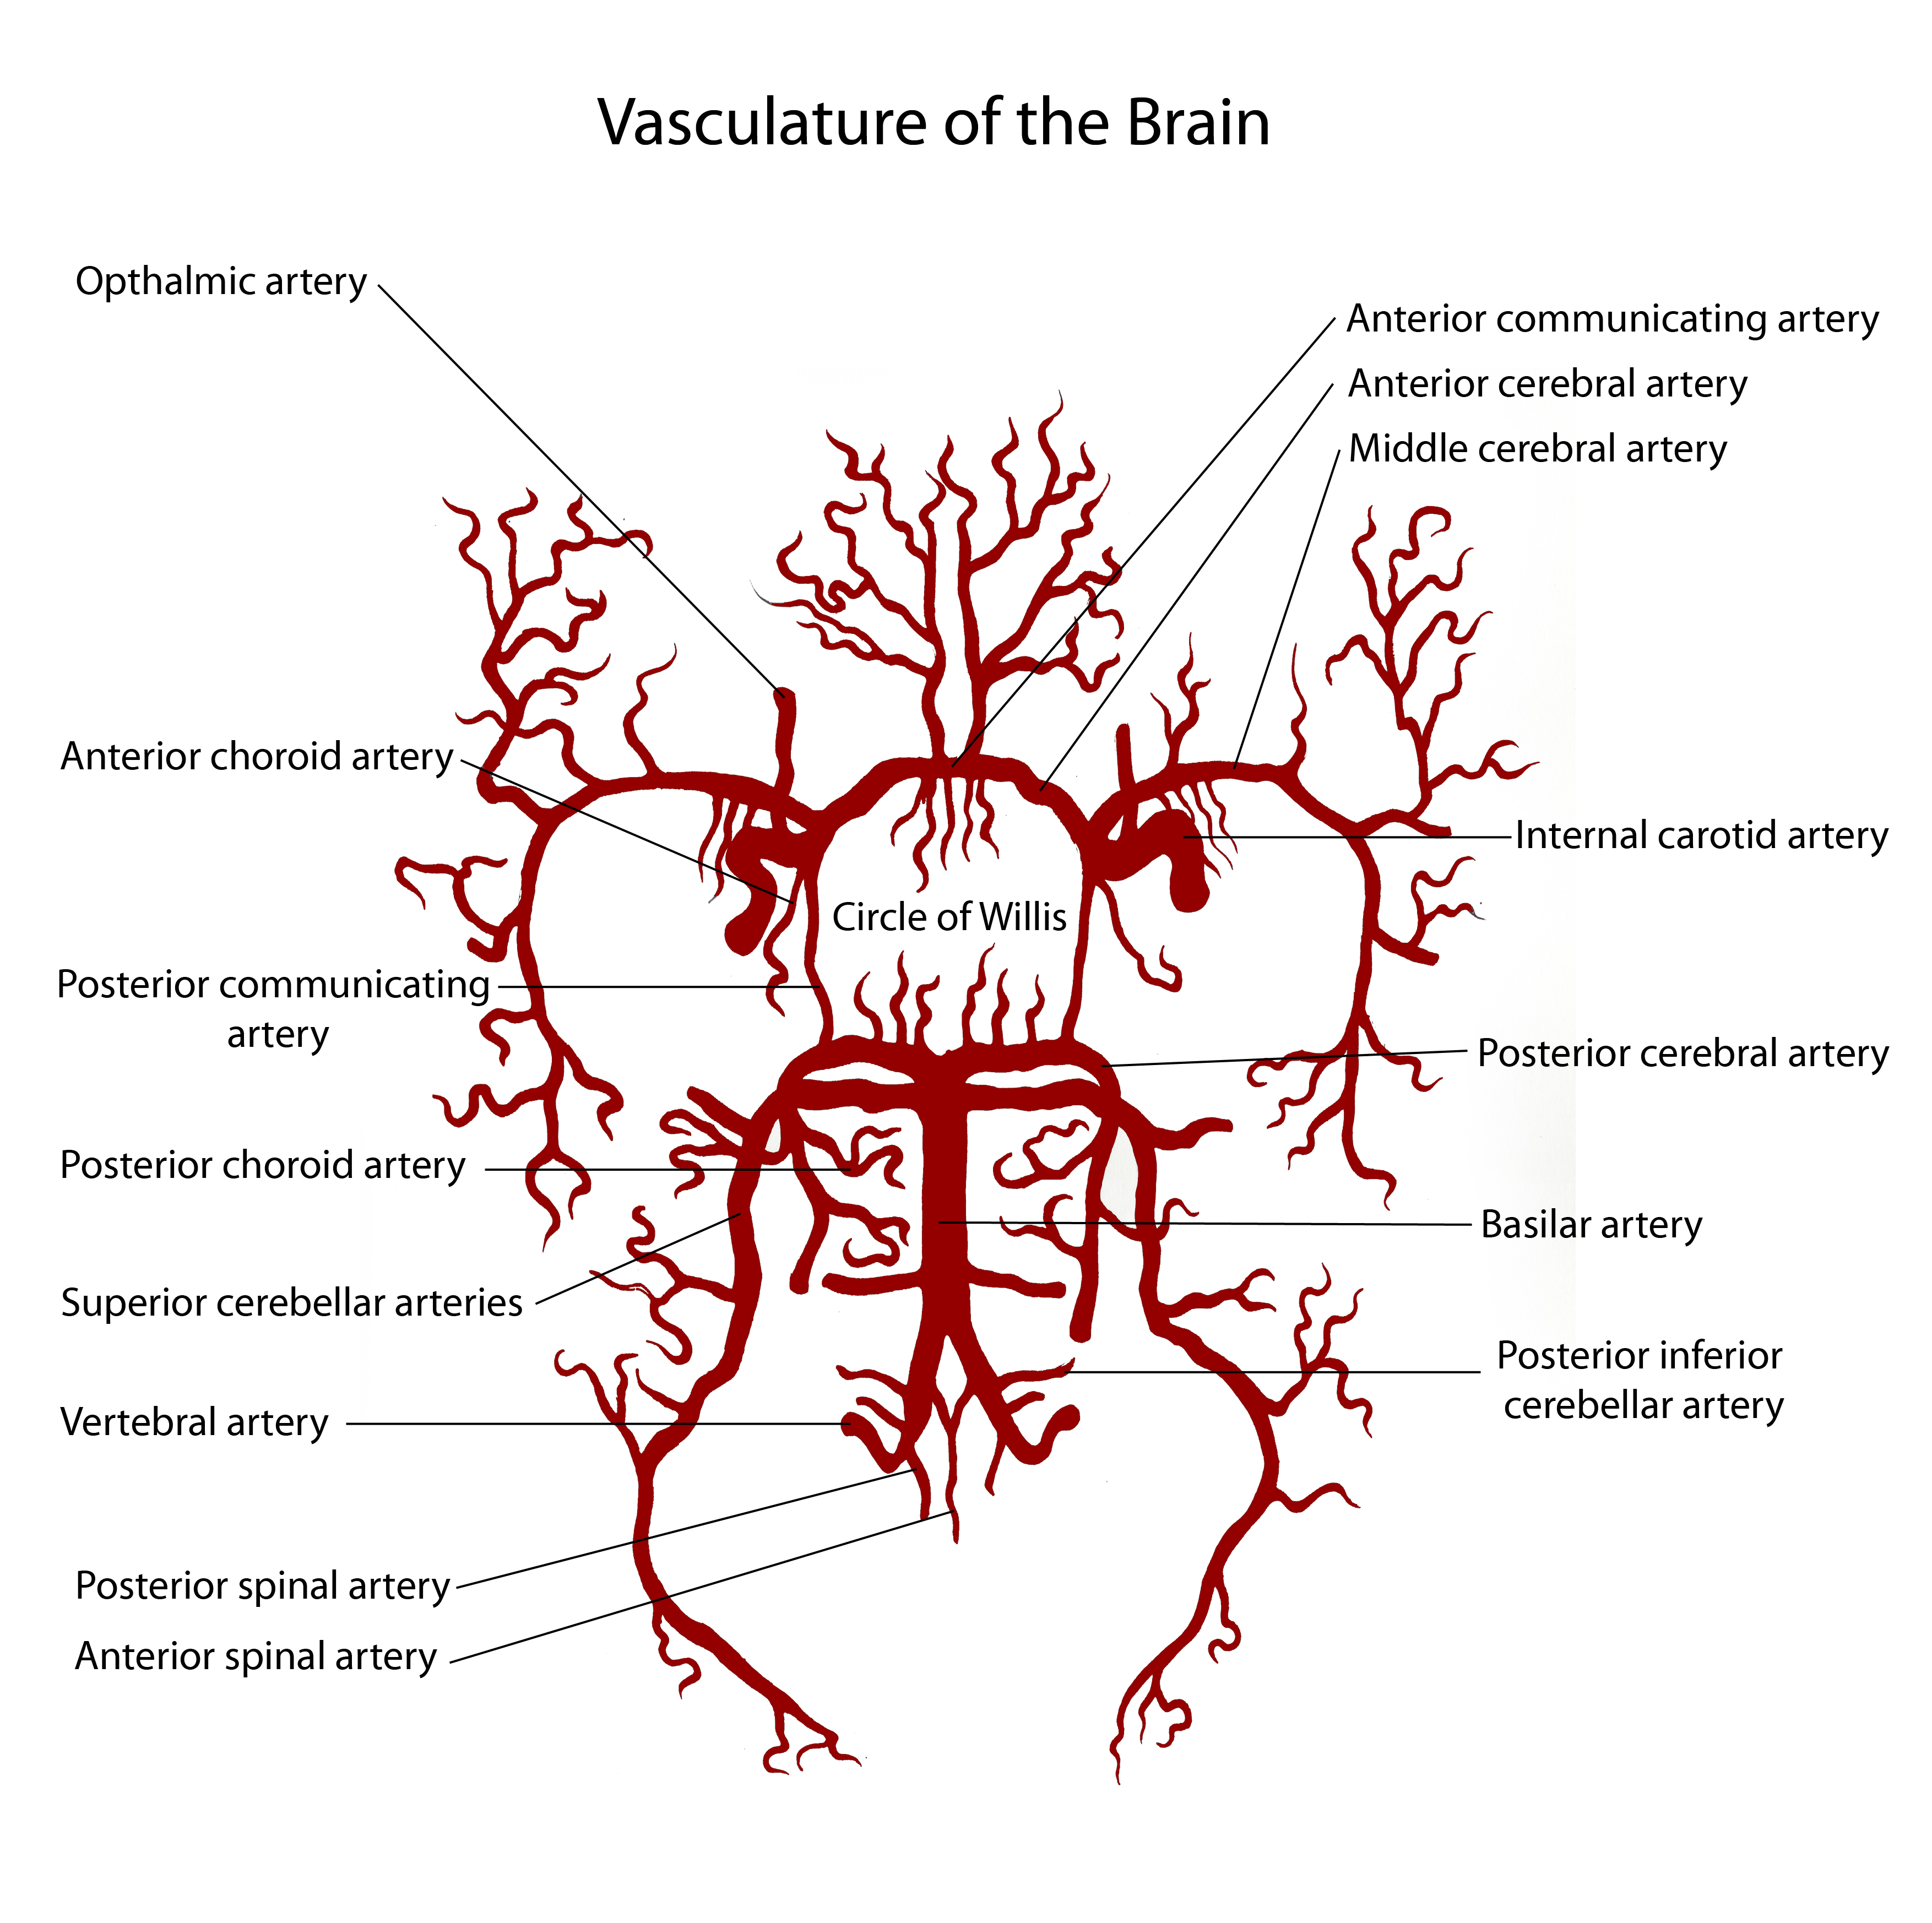 Vasculature of the Brain
Opthalmic artery
Anterior communicating artery
Anterior cerebral artery
Middle cerebral artery
Anterior choroid artery
Internal carotid artery
Circle of Willis
Posterior communicating
artery
Posterior cerebral artery
Posterior choroid artery
Basilar artery
Superior cerebellar arteries
Posterior inferior
cerebellar artery
Vertebral artery
Posterior spinal artery
Anterior spinal artery